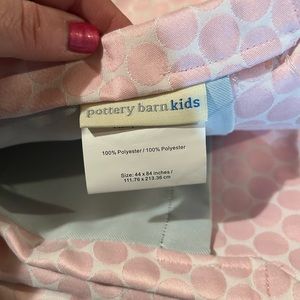 pottery barn kids
100% Polyester / 100% Polyester
Size: 44 x 84 inches /
111.76 x 213.36 cm